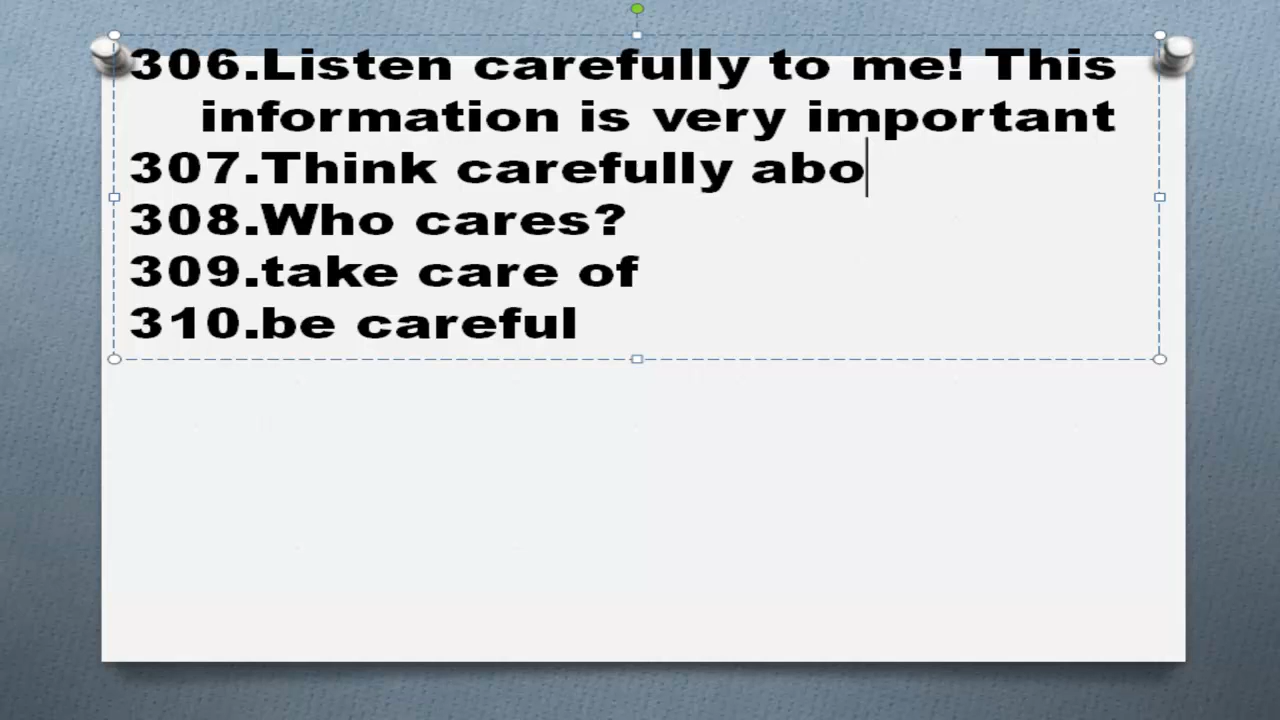 306.Listen carefully to me! This
information is very important
307.Think carefully abo
308.Who cares?
309.take care of
310.be careful